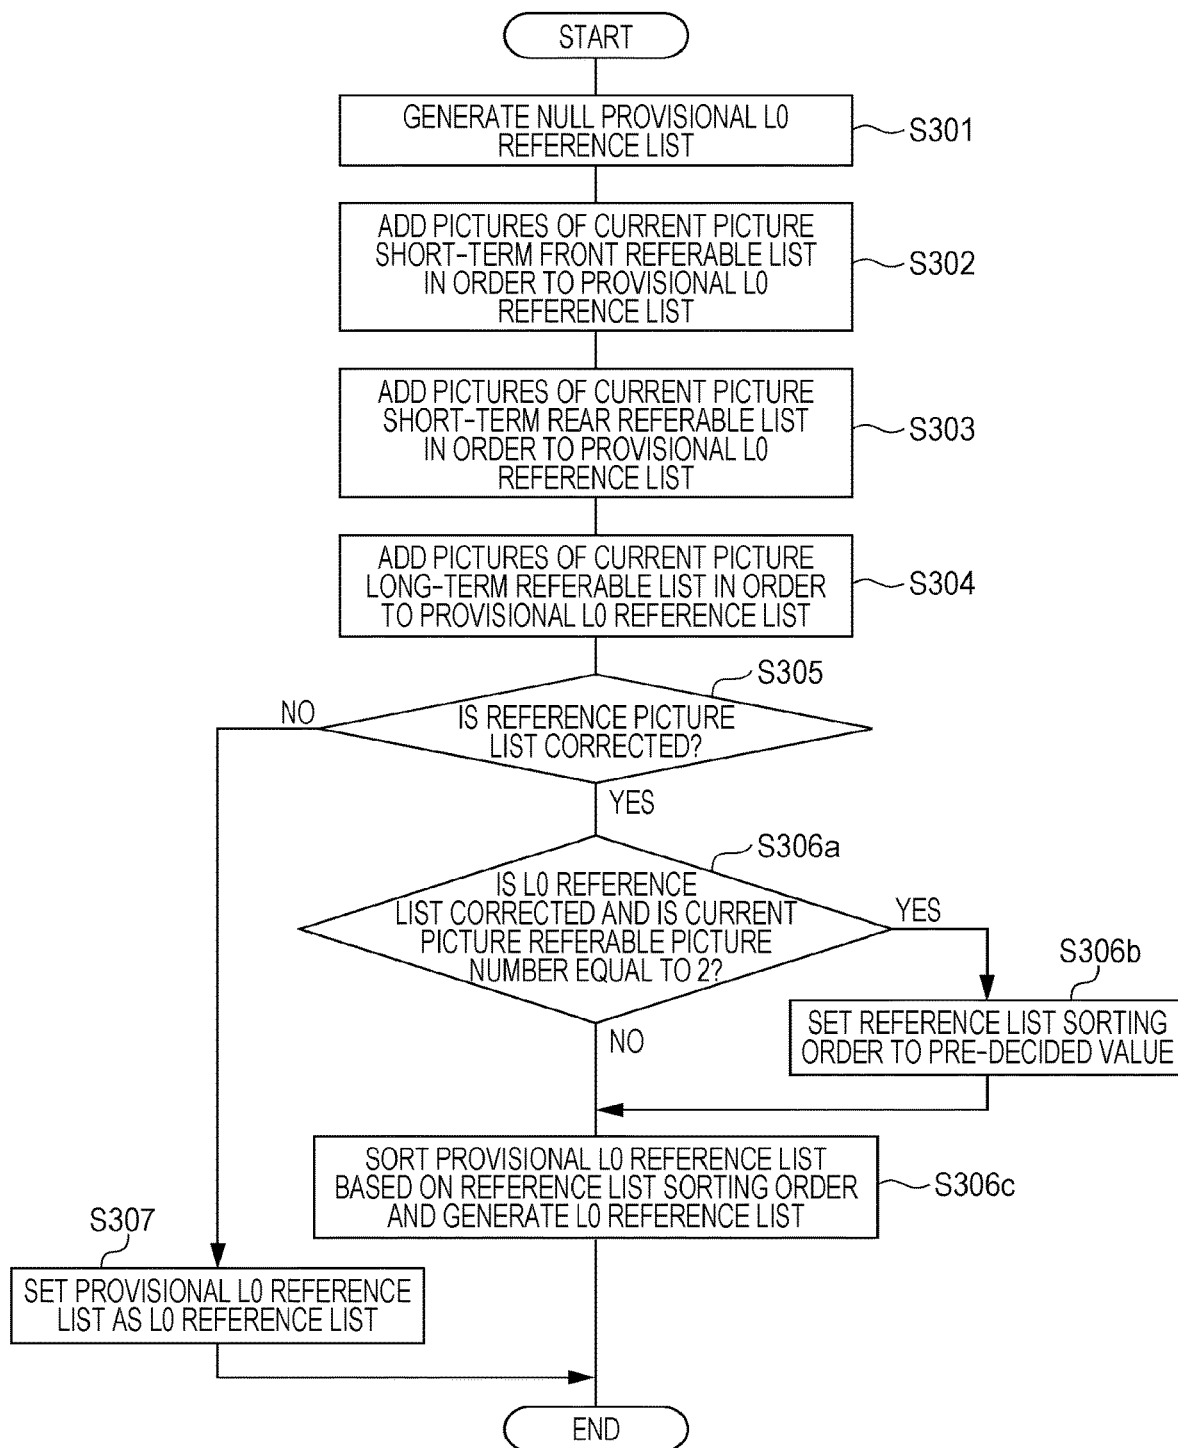 START
GENERATE NULL PROVISIONAL L0
REFERENCE LIST
S301
ADD PICTURES OF CURRENT PICTURE
SHORT-TERM FRONT REFERABLE LIST
IN ORDER TO PROVISIONAL L0
REFERENCE LIST
S302
ADD PICTURES OF CURRENT PICTURE
SHORT-TERM REAR REFERABLE LIST
IN ORDER TO PROVISIONAL L0
REFERENCE LIST
S303
ADD PICTURES OF CURRENT PICTURE
LONG-TERM REFERABLE LIST IN ORDER
TO PROVISIONAL L0 REFERENCE LIST
S304
S305
IS REFERENCE PICTURE
LIST CORRECTED?
NO
YES
S306a
IS L0 REFERENCE
LIST CORRECTED AND IS CURRENT
PICTURE REFERABLE PICTURE
NUMBER EQUAL TO 2?
YES
NO
S306b
SET REFERENCE LIST SORTING
ORDER TO PRE-DECIDED VALUE
SORT PROVISIONAL L0 REFERENCE LIST
BASED ON REFERENCE LIST SORTING ORDER
AND GENERATE L0 REFERENCE LIST
S306c
S307
SET PROVISIONAL L0 REFERENCE
LIST AS L0 REFERENCE LIST
END